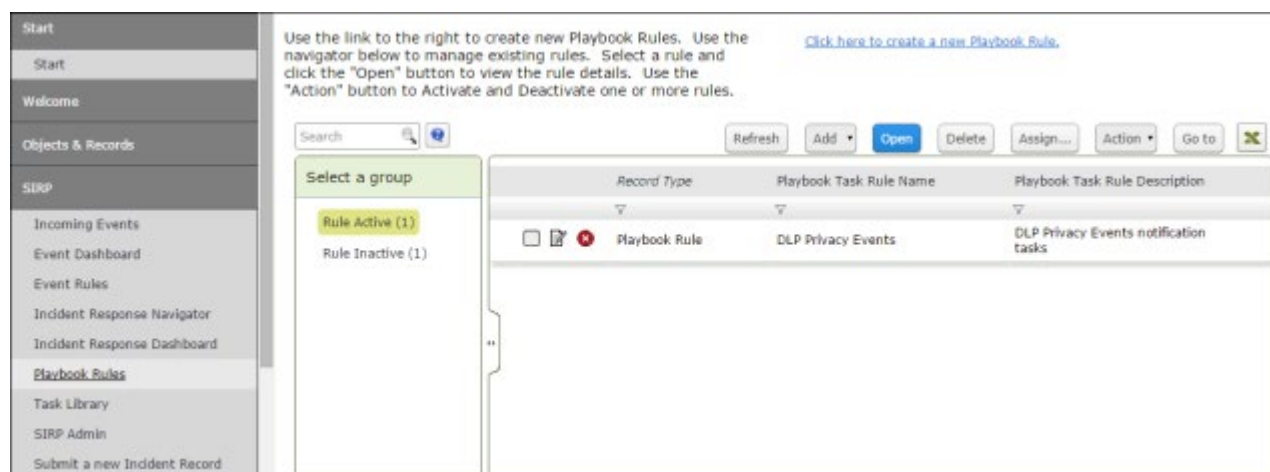 Start
Start
Welcome
Objects & Records
SIRP
Incoming Events
Event Dashboard
Event Rules
Incident Response Navigator
Incident Response Dashboard
Playbook Rules
Task Library
SIRP Admin
Submit a new Incident Record
Use the link to the right to create new Playbook Rules. Use the
navigator below to manage existing rules. Select a rule and
click the "Open" button to view the rule details. Use the
"Action" button to Activate and Deactivate one or more rules.
Click here to create a new Playbook Rule.
Search
Refresh Add Open Delete Assign... Action Go to
Select a group
Rule Active (1)
Rule Inactive (1)
Record Type Playbook Task Rule Name Playbook Task Rule Description
Playbook Rule DLP Privacy Events DLP Privacy Events notification
tasks